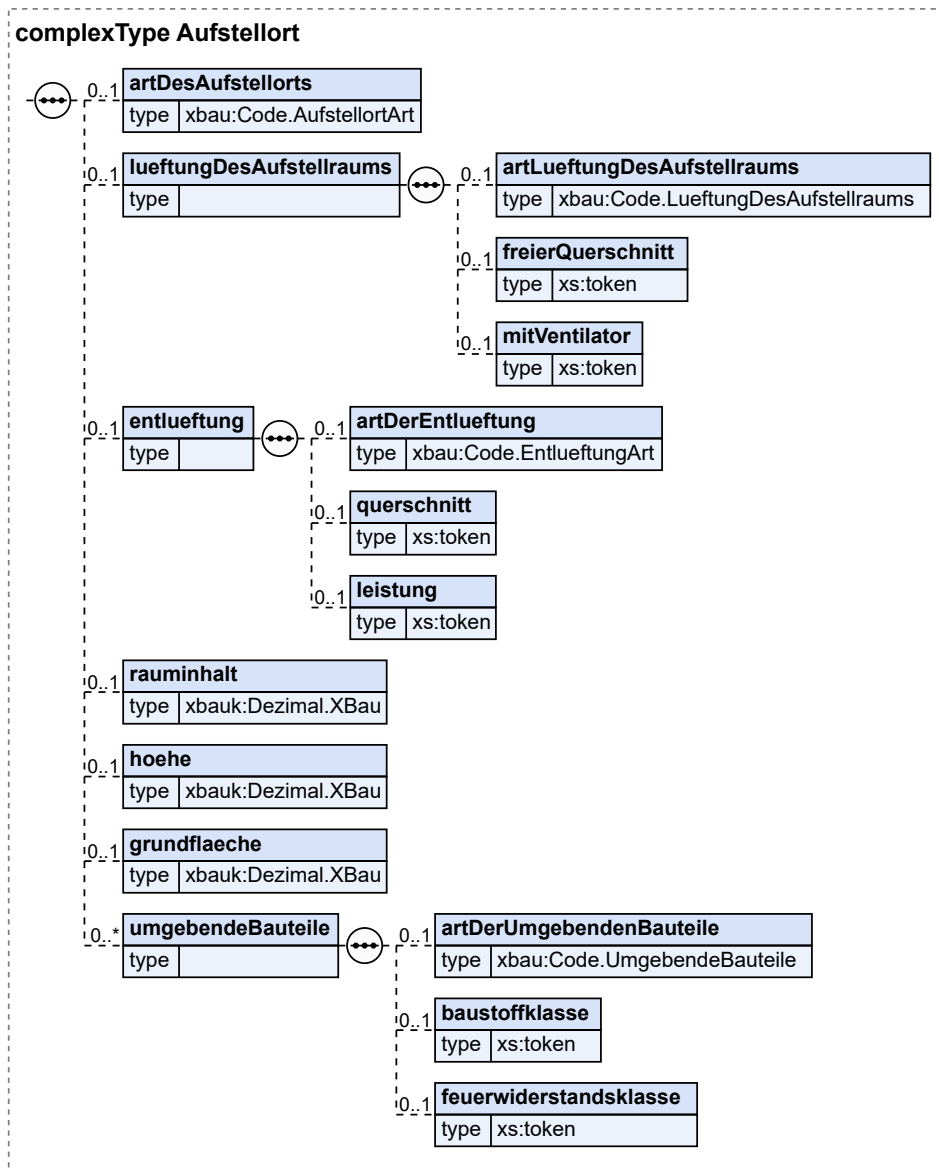 complexType Aufstellort
0..1 artDesAufstellorts
type xbau:Code.AufstellortArt
0..1 lueftungDesAufstellraums
type
0..1 artLueftungDesAufstellraums
type xbau:Code.LueftungDesAufstellraums
0..1 freierQuerschnitt
type xs:token
0..1 mitVentilator
type xs:token
0..1 entlueftung
type
0..1 artDerEntlueftung
type xbau:Code.EntlueftungArt
0..1 querschnitt
type xs:token
0..1 leistung
type xs:token
0..1 rauminhalt
type xbauk:Dezimal.XBau
0..1 hoehe
type xbauk:Dezimal.XBau
0..1 grundflaeche
type xbauk:Dezimal.XBau
0..* umgebendeBauteile
type
0..1 artDerUmgebendenBauteile
type xbau:Code.UmgebendeBauteile
0..1 baustoffklasse
type xs:token
0..1 feuerwiderstandsklasse
type xs:token